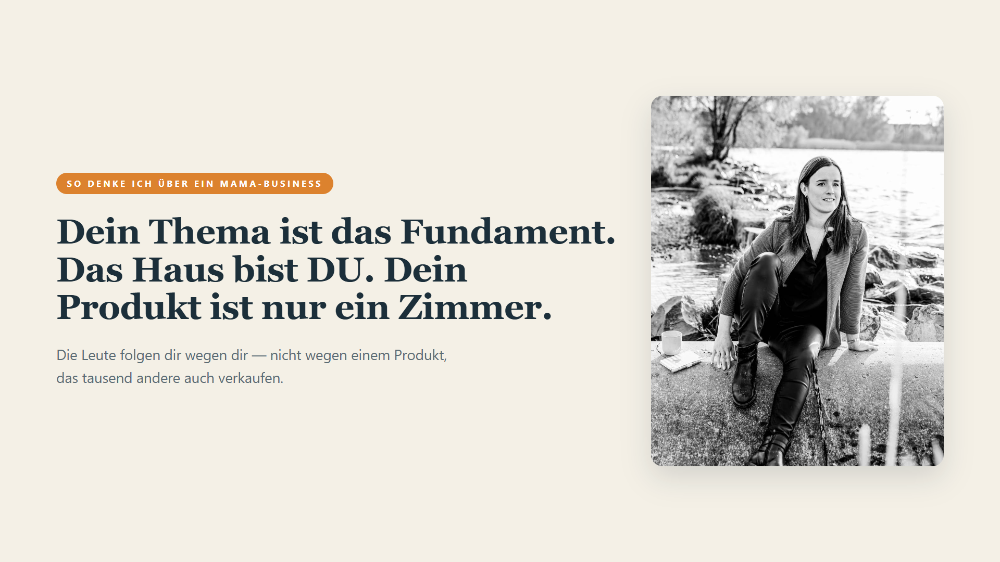 SO DENKE ICH ÜBER EIN MAMA-BUSINESS
Dein Thema ist das Fundament.
Das Haus bist DU. Dein
Produkt ist nur ein Zimmer.
Die Leute folgen dir wegen dir — nicht wegen einem Produkt,
das tausend andere auch verkaufen.